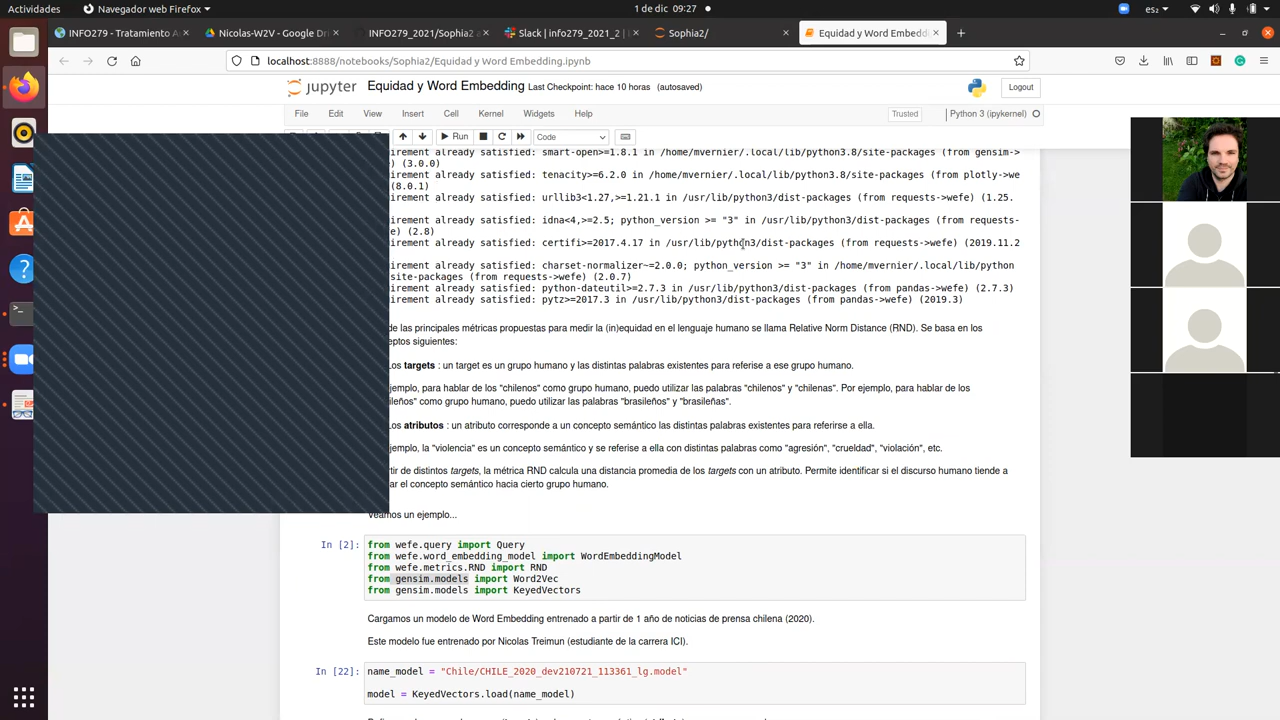 Actividades
Navegador web Firefox
1 de dic 09:27
es₂
INFO279 - Tratamiento A
Nicolas-W2V - Google Dri
INFO279_2021/Sophia2 a
Slack | info279_2021_2 |
Sophia2/
Equidad y Word Embeddi
localhost:8888/notebooks/Sophia2/Equidad y Word Embedding.ipynb
jupyter
Equidad y Word Embedding
Last Checkpoint: hace 10 horas (autosaved)
Logout
File
Edit
View
Insert
Cell
Kernel
Widgets
Help
Trusted
Python 3 (ipykernel)
Run
Code
irement already satisfied: smart-open>=1.8.1 in /home/mvernier/.local/lib/python3.8/site-packages (from gensim->
e) (3.0.0)
irement already satisfied: tenacity>=6.2.0 in /home/mvernier/.local/lib/python3.8/site-packages (from plotly->we
(8.0.1)
irement already satisfied: urllib3<1.27,>=1.21.1 in /usr/lib/python3/dist-packages (from requests->wefe) (1.25.
irement already satisfied: idna<4,>=2.5; python_version >= "3" in /usr/lib/python3/dist-packages (from requests-
e) (2.8)
irement already satisfied: certifi>=2017.4.17 in /usr/lib/python3/dist-packages (from requests->wefe) (2019.11.2
irement already satisfied: charset-normalizer~=2.0.0; python_version >= "3" in /home/mvernier/.local/lib/python
site-packages (from requests->wefe) (2.0.7)
irement already satisfied: python-dateutil>=2.7.3 in /usr/lib/python3/dist-packages (from pandas->wefe) (2.7.3)
irement already satisfied: pytz>=2017.3 in /usr/lib/python3/dist-packages (from pandas->wefe) (2019.3)
de las principales métricas propuestas para medir la (in)equidad en el lenguaje humano se llama Relative Norm Distance (RND). Se basa en los
eptos siguientes:
Los targets : un target es un grupo humano y las distintas palabras existentes para referirse a ese grupo humano.
jemplo, para hablar de los "chilenos" como grupo humano, puedo utilizar las palabras "chilenos" y "chilenas". Por ejemplo, para hablar de los
ileños" como grupo humano, puedo utilizar las palabras "brasileños" y "brasileñas".
Los atributos : un atributo corresponde a un concepto semántico las distintas palabras existentes para referirse a ella.
jemplo, la "violencia" es un concepto semántico y se referise a ella con distintas palabras como "agresión", "crueldad", "violación", etc.
rtir de distintos targets, la métrica RND calcula una distancia promedia de los targets con un atributo. Permite identificar si el discurso humano tiende a
ar el concepto semántico hacia cierto grupo humano.
Veamos un ejemplo...
In [2]:
from wefe.query import Query
from wefe.word_embedding_model import WordEmbeddingModel
from wefe.metrics.RND import RND
from gensim.models import Word2Vec
from gensim.models import KeyedVectors
Cargamos un modelo de Word Embedding entrenado a partir de 1 año de noticias de prensa chilena (2020).
Este modelo fue entrenado por Nicolas Treimun (estudiante de la carrera ICI).
In [22]:
name_model = "Chile/CHILE_2020_dev210721_113361_lg.model"
model = KeyedVectors.load(name_model)